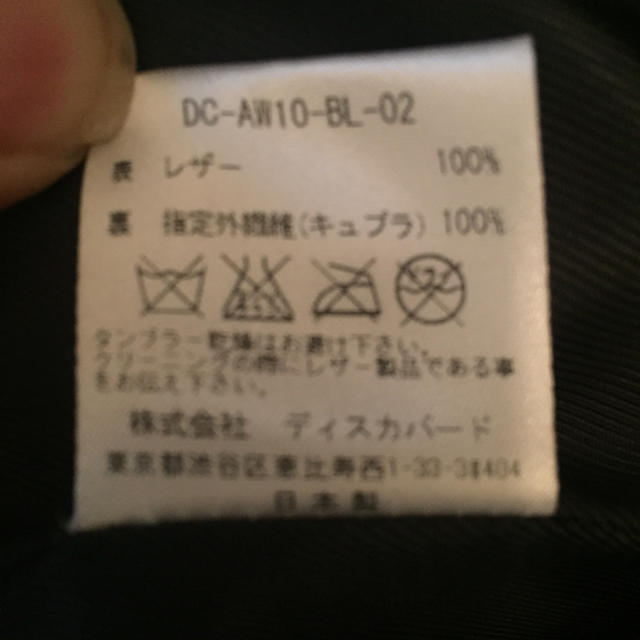 DC-AW10-BL-02
表 レザー 100%
裏 指定外繊維(キュプラ) 100%
タンブラー乾燥はお避け下さい。
クリーニングの際にレザー製品である事
をお伝え下さい。
株式会社 ディスカバード
東京都渋谷区恵比寿西1-33-3
日本製